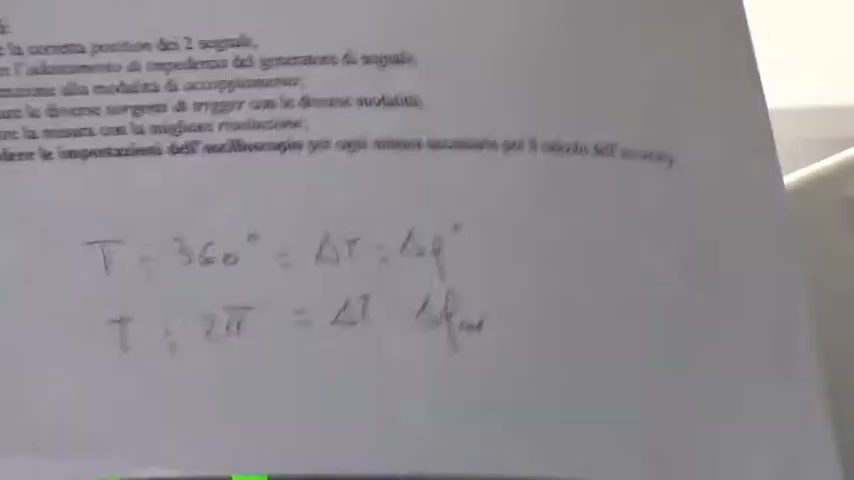 la corretta position dei 2 segnali,
l'adattamento di impedenza del generatore di segnale,
alla modalità di accoppiamento;
le diverse sorgenti di trigger con le diverse modalità;
la misura con la migliore risoluzione;
le impostazioni dell'oscilloscopio per ogni misura necessaria per il calcolo dell'
T : 360° = ΔT : Δφ°
T : 2π = ΔT Δφrad